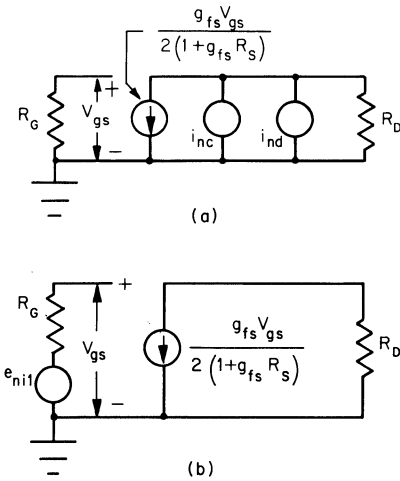 g_fs V_gs
2(1+g_fs R_S)
R_G
+
V_gs
−
i_nc
i_nd
R_D
(a)
R_G
+
V_gs
e_ni1
−
g_fs V_gs
2(1+g_fs R_S)
R_D
(b)